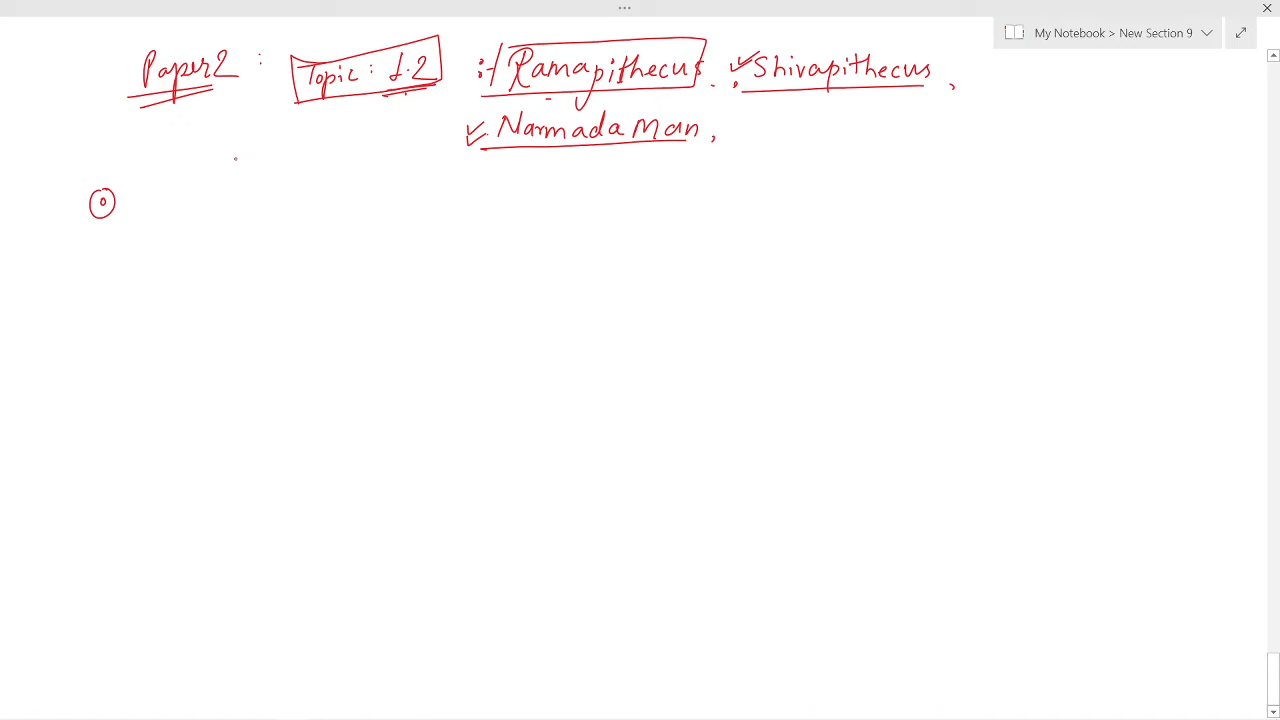 My Notebook > New Section 9
Paper2 : Topic : 1.2 :- Ramapithecus, Shivapithecus,
Narmada Man,